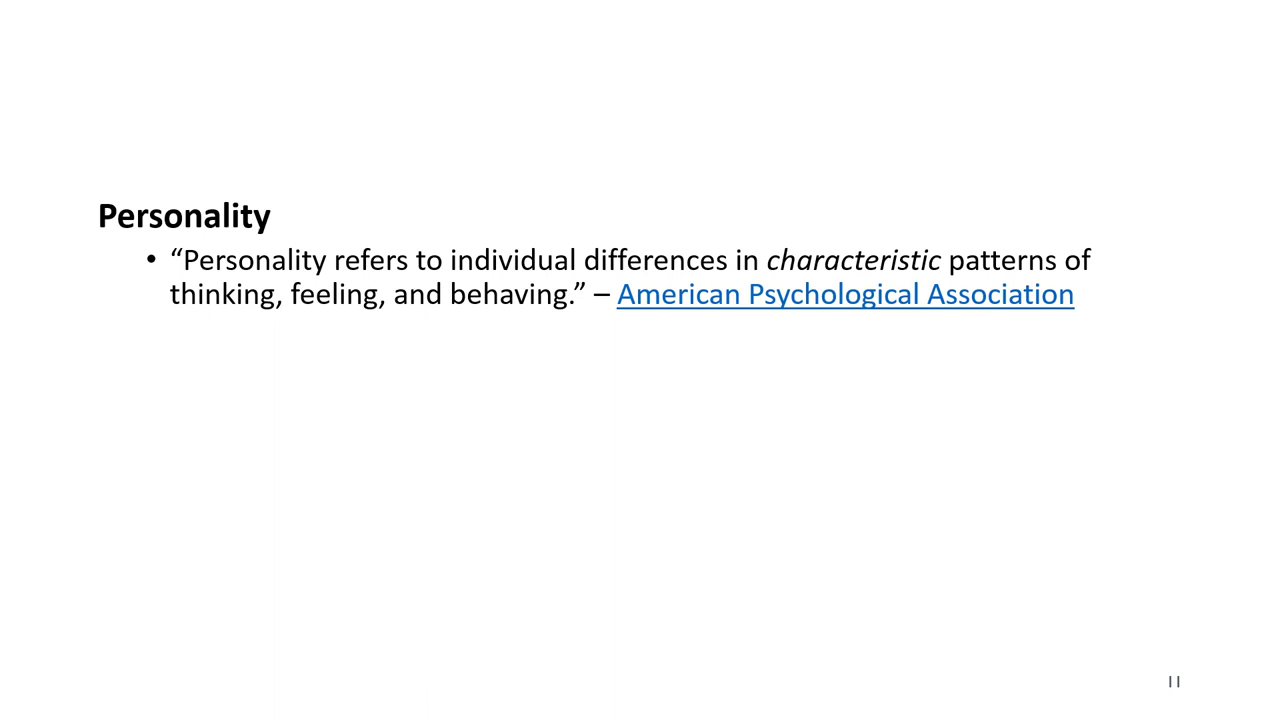 Personality
• “Personality refers to individual differences in characteristic patterns of
thinking, feeling, and behaving.” – American Psychological Association
11